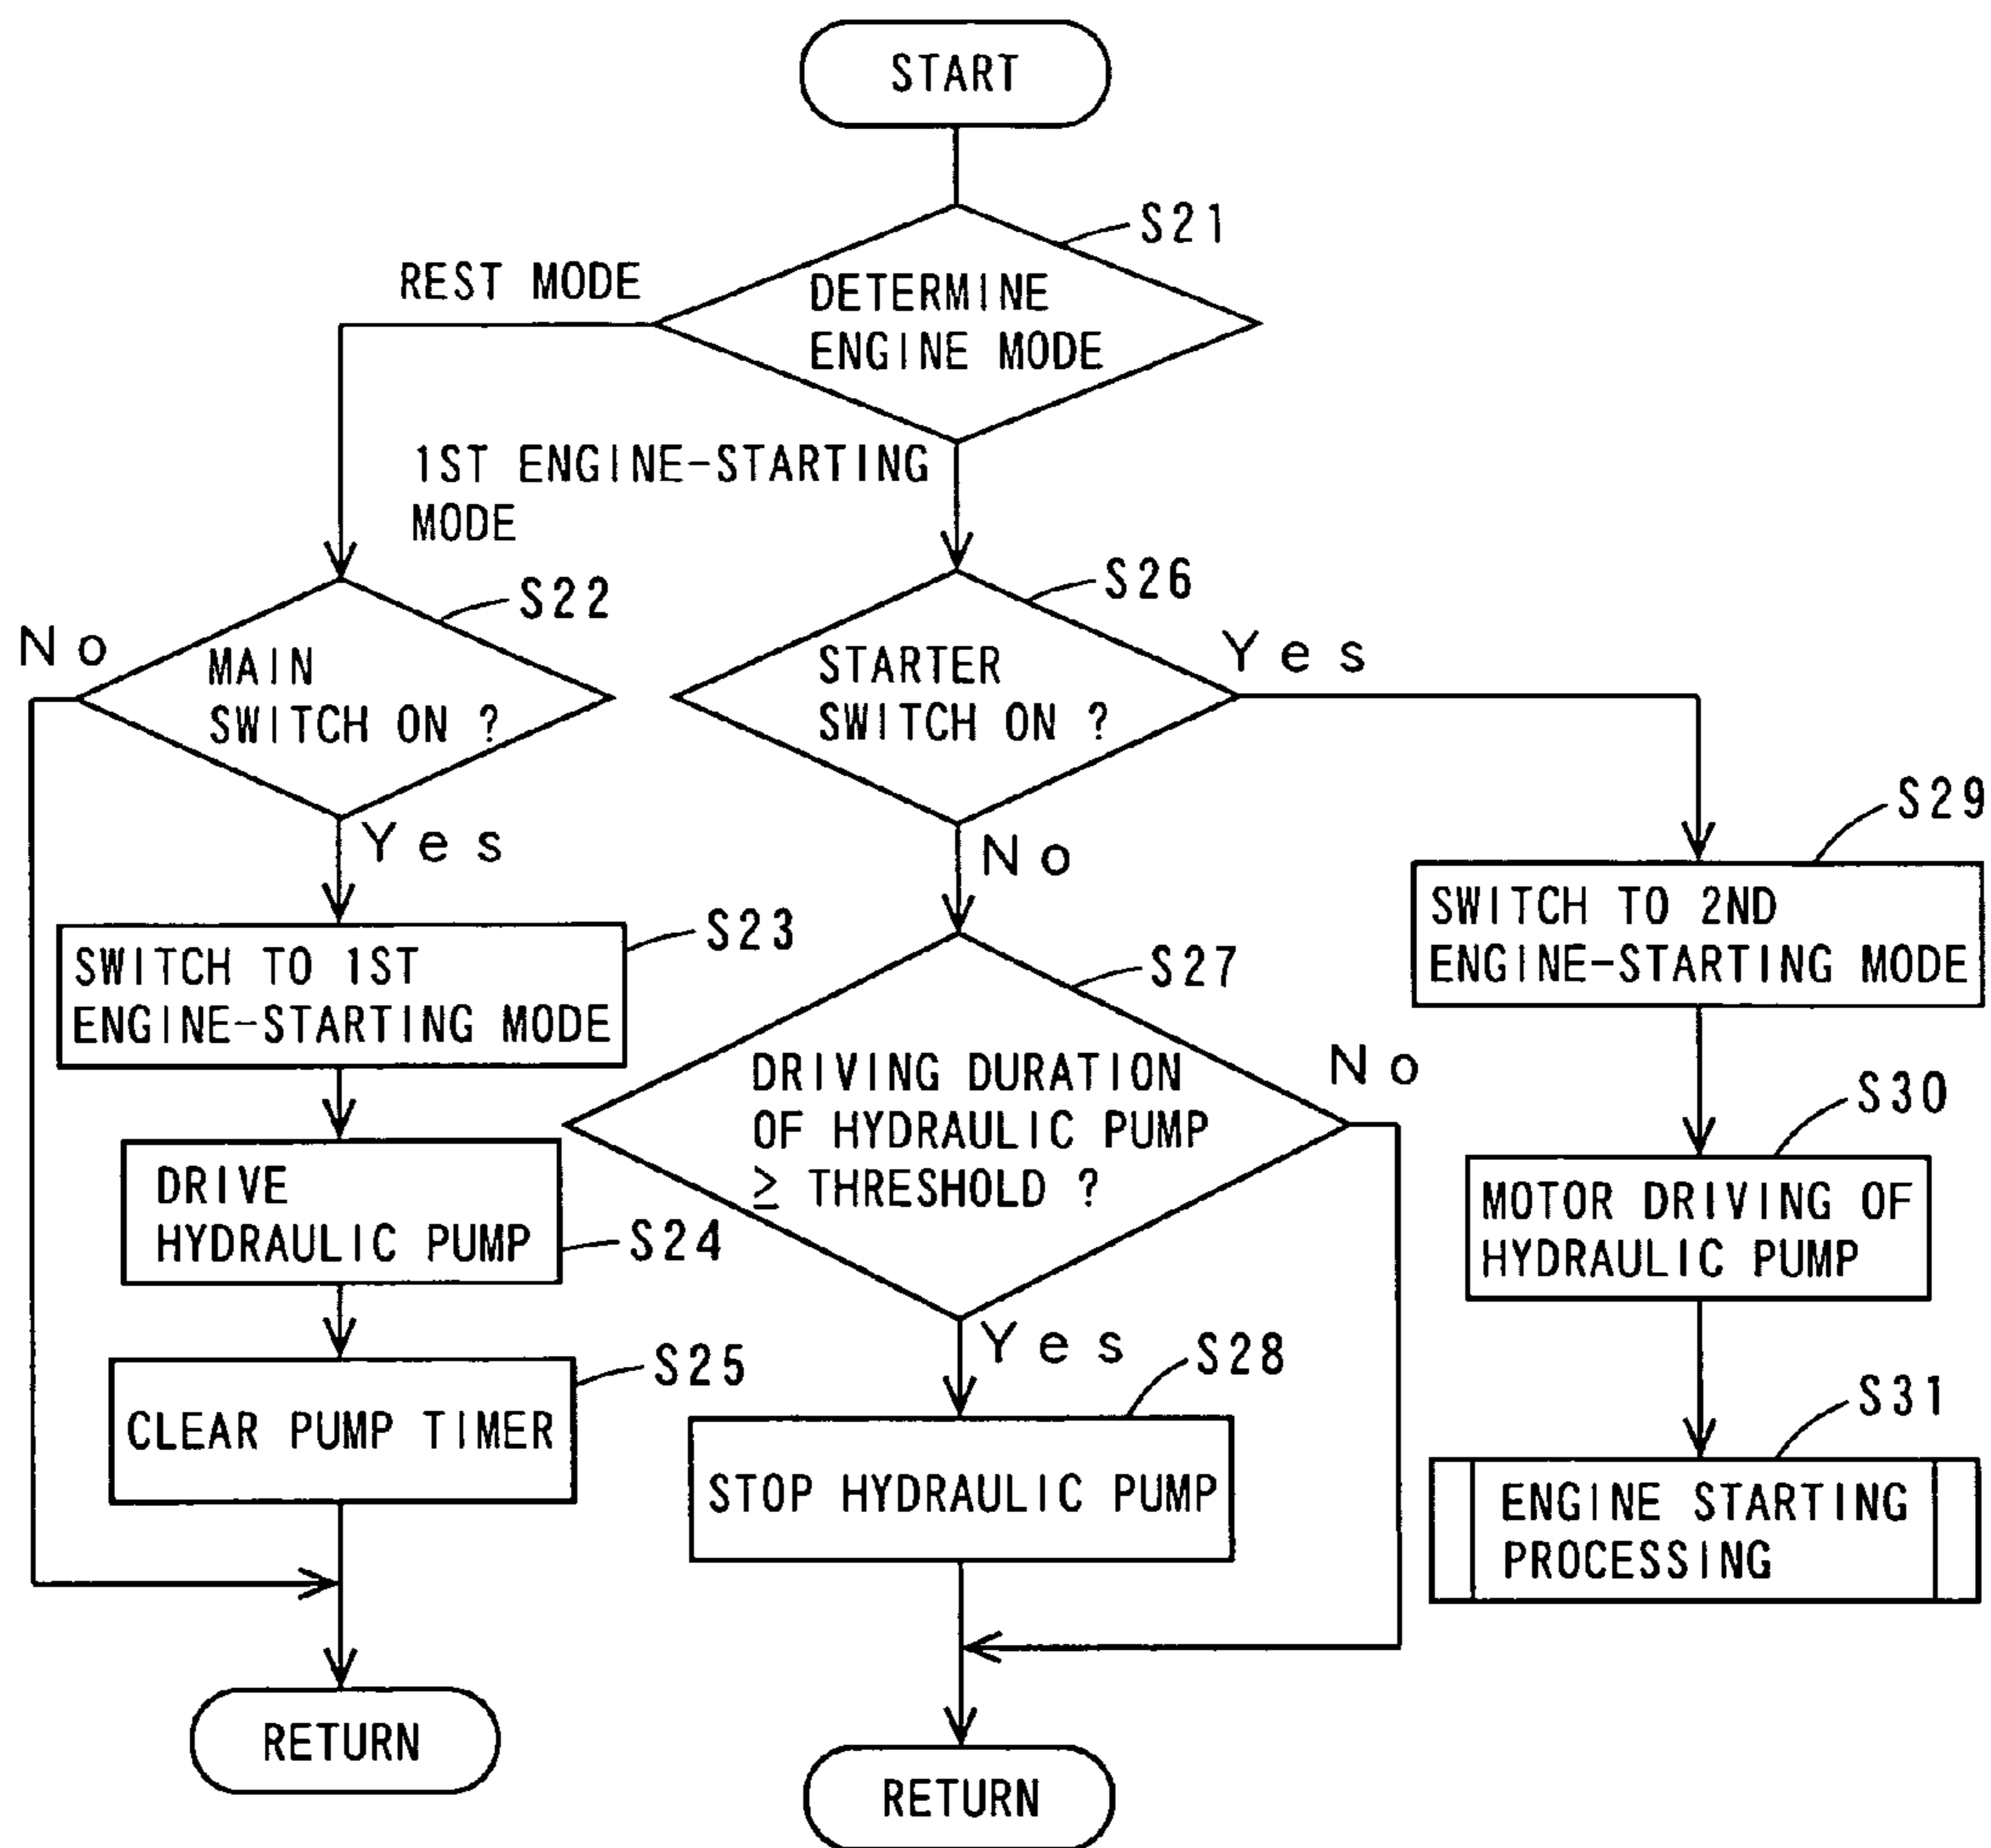 START
S21
REST MODE
DETERMINE
ENGINE MODE
1ST ENGINE-STARTING
MODE
S22
No
MAIN
SWITCH ON ?
Yes
S26
STARTER
SWITCH ON ?
Yes
No
S23
SWITCH TO 1ST
ENGINE-STARTING MODE
S24
DRIVE
HYDRAULIC PUMP
S25
CLEAR PUMP TIMER
RETURN
S27
DRIVING DURATION
OF HYDRAULIC PUMP
≥ THRESHOLD ?
No
Yes
S28
STOP HYDRAULIC PUMP
RETURN
S29
SWITCH TO 2ND
ENGINE-STARTING MODE
S30
MOTOR DRIVING OF
HYDRAULIC PUMP
S31
ENGINE STARTING
PROCESSING